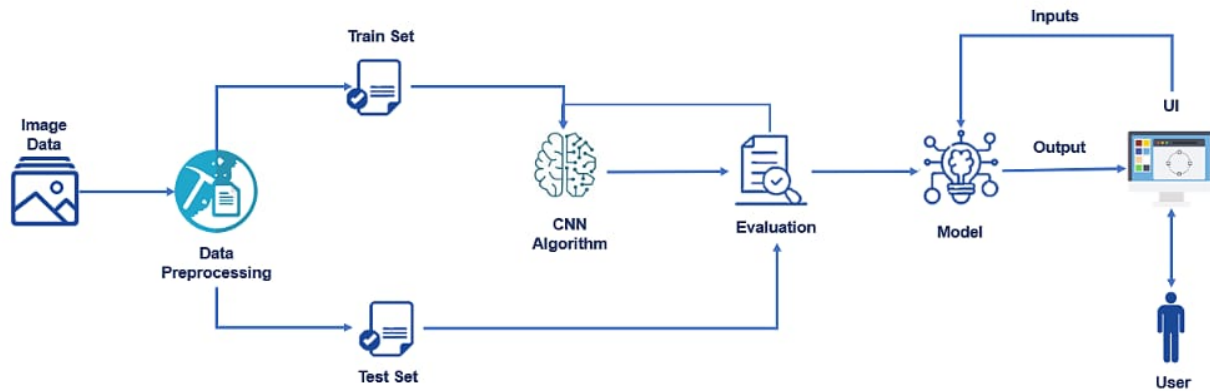 Inputs
Train Set
UI
Image
Data
Output
CNN
Algorithm
Evaluation
Model
Data
Preprocessing
Test Set
User